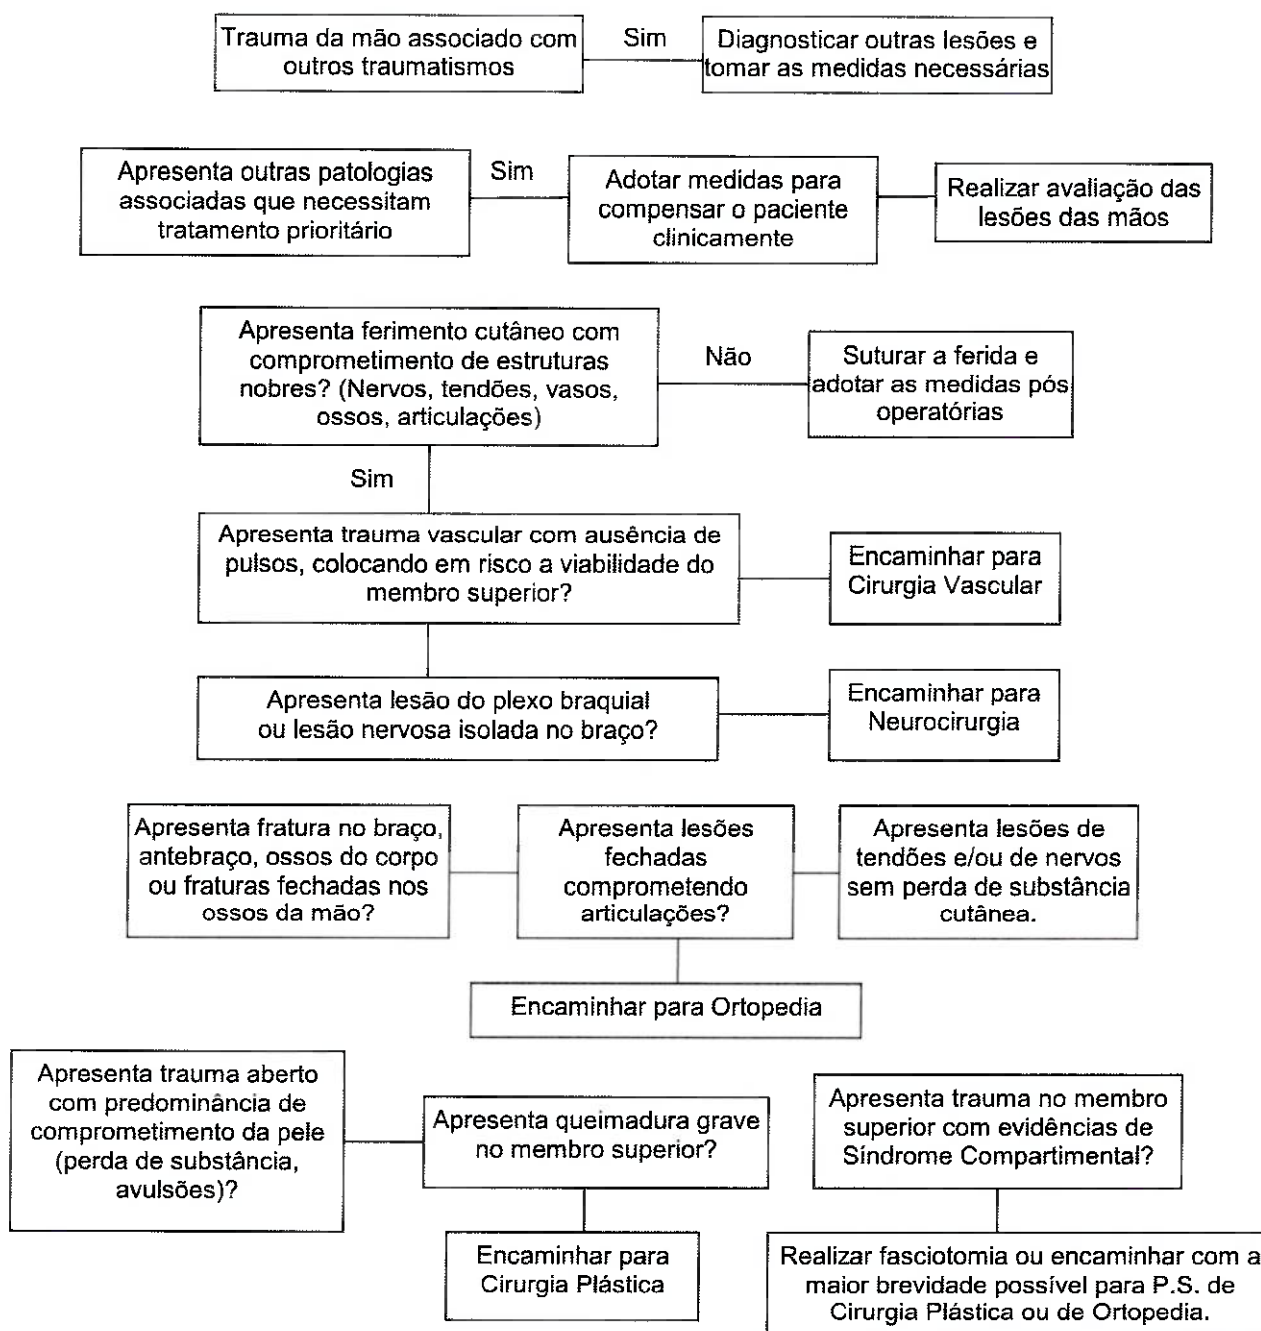 Trauma da mão associado com
outros traumatismos
Sim
Diagnosticar outras lesões e
tomar as medidas necessárias
Apresenta outras patologias
associadas que necessitam
tratamento prioritário
Sim
Adotar medidas para
compensar o paciente
clinicamente
Realizar avaliação das
lesões das mãos
Apresenta ferimento cutâneo com
comprometimento de estruturas
nobres? (Nervos, tendões, vasos,
ossos, articulações)
Não
Suturar a ferida e
adotar as medidas pós
operatórias
Sim
Apresenta trauma vascular com ausência de
pulsos, colocando em risco a viabilidade do
membro superior?
Encaminhar para
Cirurgia Vascular
Apresenta lesão do plexo braquial
ou lesão nervosa isolada no braço?
Encaminhar para
Neurocirurgia
Apresenta fratura no braço,
antebraço, ossos do corpo
ou fraturas fechadas nos
ossos da mão?
Apresenta lesões
fechadas
comprometendo
articulações?
Apresenta lesões de
tendões e/ou de nervos
sem perda de substância
cutânea.
Encaminhar para Ortopedia
Apresenta trauma aberto
com predominância de
comprometimento da pele
(perda de substância,
avulsões)?
Apresenta queimadura grave
no membro superior?
Apresenta trauma no membro
superior com evidências de
Síndrome Compartimental?
Encaminhar para
Cirurgia Plástica
Realizar fasciotomia ou encaminhar com a
maior brevidade possível para P.S. de
Cirurgia Plástica ou de Ortopedia.